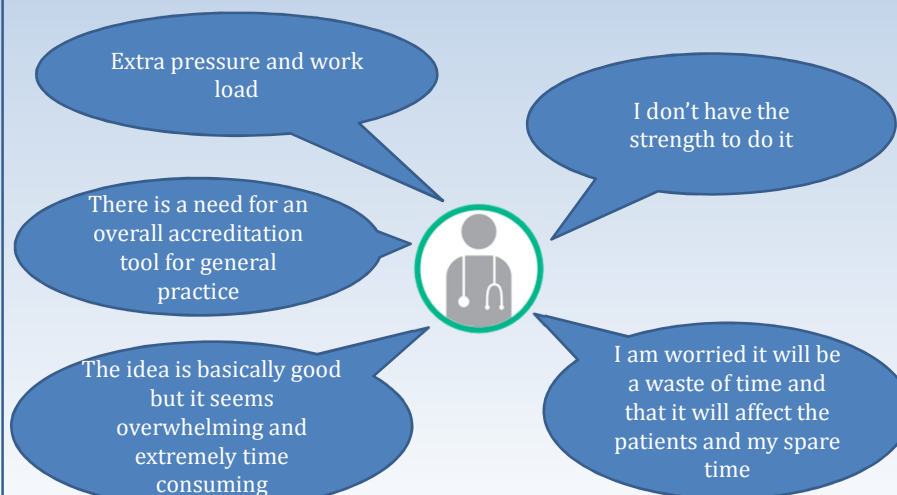 Extra pressure and work
load
I don’t have the
strength to do it
There is a need for an
overall accreditation
tool for general
practice
The idea is basically good
but it seems
overwhelming and
extremely time
consuming
I am worried it will be
a waste of time and
that it will affect the
patients and my spare
time